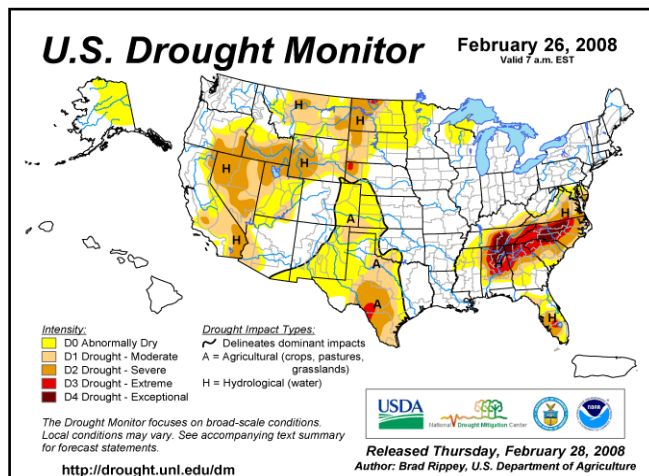 U.S. Drought Monitor
February 26, 2008
Valid 7 a.m. EST
H
H
H
H
H
A
A
A
H
H
H
Intensity:
D0 Abnormally Dry
D1 Drought - Moderate
D2 Drought - Severe
D3 Drought - Extreme
D4 Drought - Exceptional
Drought Impact Types:
Delineates dominant impacts
A = Agricultural (crops, pastures,
grasslands)
H = Hydrological (water)
The Drought Monitor focuses on broad-scale conditions.
Local conditions may vary. See accompanying text summary
for forecast statements.
http://drought.unl.edu/dm
USDA
National Drought Mitigation Center
Released Thursday, February 28, 2008
Author: Brad Rippey, U.S. Department of Agriculture